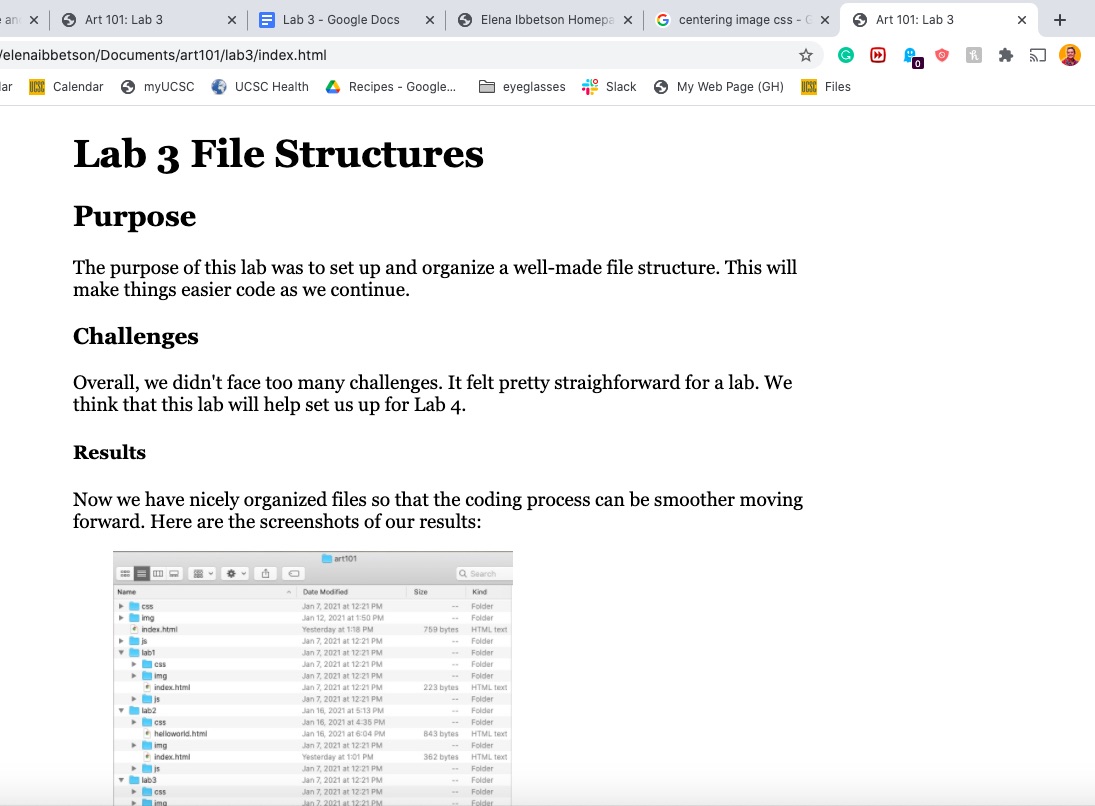 Art 101: Lab 3
Lab 3 - Google Docs
Elena Ibbetson Homepa
centering image css - G
Art 101: Lab 3
/elenaibbetson/Documents/art101/lab3/index.html
0
UCSC Calendar
myUCSC
UCSC Health
Recipes - Google...
eyeglasses
Slack
My Web Page (GH)
UCSC Files
Lab 3 File Structures
Purpose
The purpose of this lab was to set up and organize a well-made file structure. This will
make things easier code as we continue.
Challenges
Overall, we didn't face too many challenges. It felt pretty straighforward for a lab. We
think that this lab will help set us up for Lab 4.
Results
Now we have nicely organized files so that the coding process can be smoother moving
forward. Here are the screenshots of our results:
art101
Search
Name Date Modified Size Kind
css Jan 7, 2021 at 12:21 PM -- Folder
img Jan 12, 2021 at 1:50 PM -- Folder
index.html Yesterday at 1:18 PM 759 bytes HTML text
js Jan 7, 2021 at 12:21 PM -- Folder
lab1 Jan 7, 2021 at 12:21 PM -- Folder
css Jan 7, 2021 at 12:21 PM -- Folder
img Jan 7, 2021 at 12:21 PM -- Folder
index.html Jan 7, 2021 at 12:21 PM 223 bytes HTML text
js Jan 7, 2021 at 12:21 PM -- Folder
lab2 Jan 16, 2021 at 5:13 PM -- Folder
css Jan 16, 2021 at 4:35 PM -- Folder
helloworld.html Jan 16, 2021 at 6:04 PM 843 bytes HTML text
img Jan 7, 2021 at 12:21 PM -- Folder
index.html Yesterday at 1:01 PM 362 bytes HTML text
js Jan 7, 2021 at 12:21 PM -- Folder
lab3 Jan 7, 2021 at 12:21 PM -- Folder
css Jan 7, 2021 at 12:21 PM -- Folder
img Jan 7, 2021 at 12:21 PM -- Folder